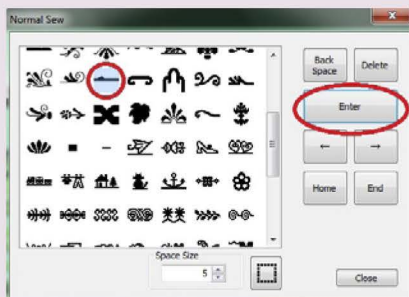 Normal Sew
Back
Space
Delete
Enter
← →
Home
End
Space Size
5
Close